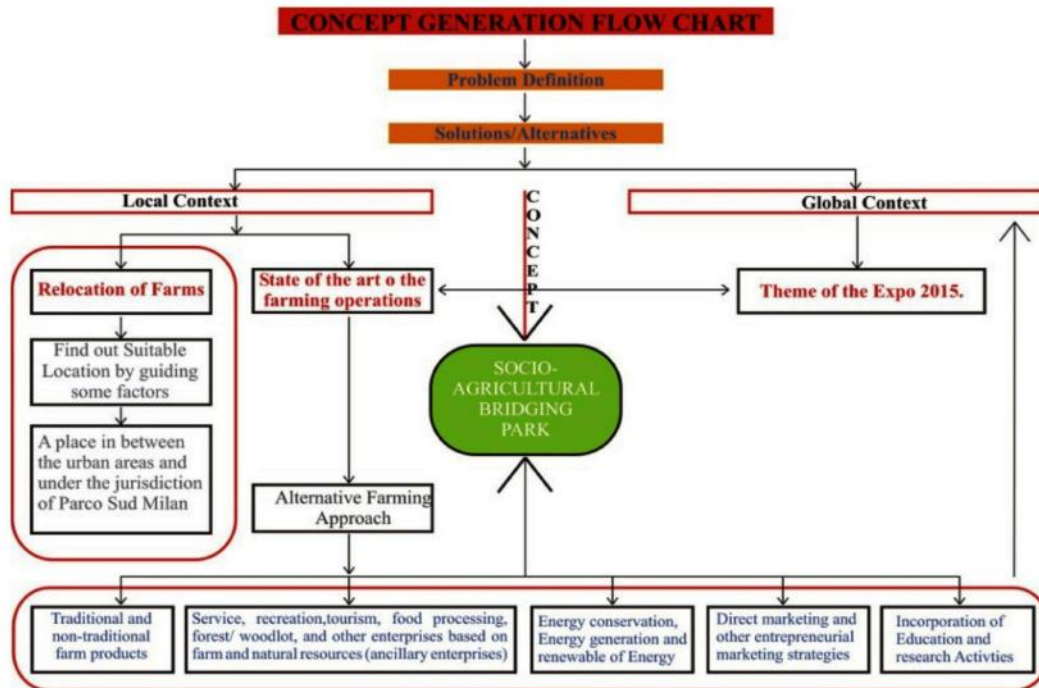 CONCEPT GENERATION FLOW CHART
Problem Definition
Solutions/Alternatives
Local Context
CONCEPT
Global Context
Relocation of Farms
State of the art o the
farming operations
Theme of the Expo 2015.
Find out Suitable
Location by guiding
some factors
SOCIO-
AGRICULTURAL
BRIDGING
PARK
A place in between
the urban areas and
under the jurisdiction
of Parco Sud Milan
Alternative Farming
Approach
Traditional and
non-traditional
farm products
Service, recreation,tourism, food processing,
forest/ woodlot, and other enterprises based on
farm and natural resources (ancillary enterprises)
Energy conservation,
Energy generation and
renewable of Energy
Direct marketing and
other entrepreneurial
marketing strategies
Incorporation of
Education and
research Activties